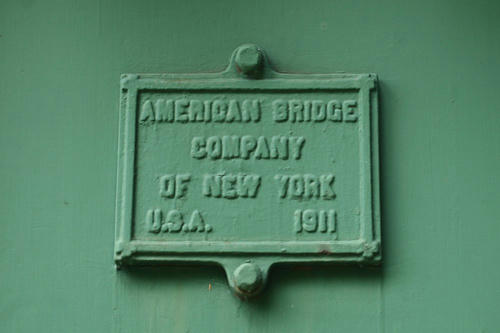 AMERICAN BRIDGE
COMPANY
OF NEW YORK
U.S.A. 1911